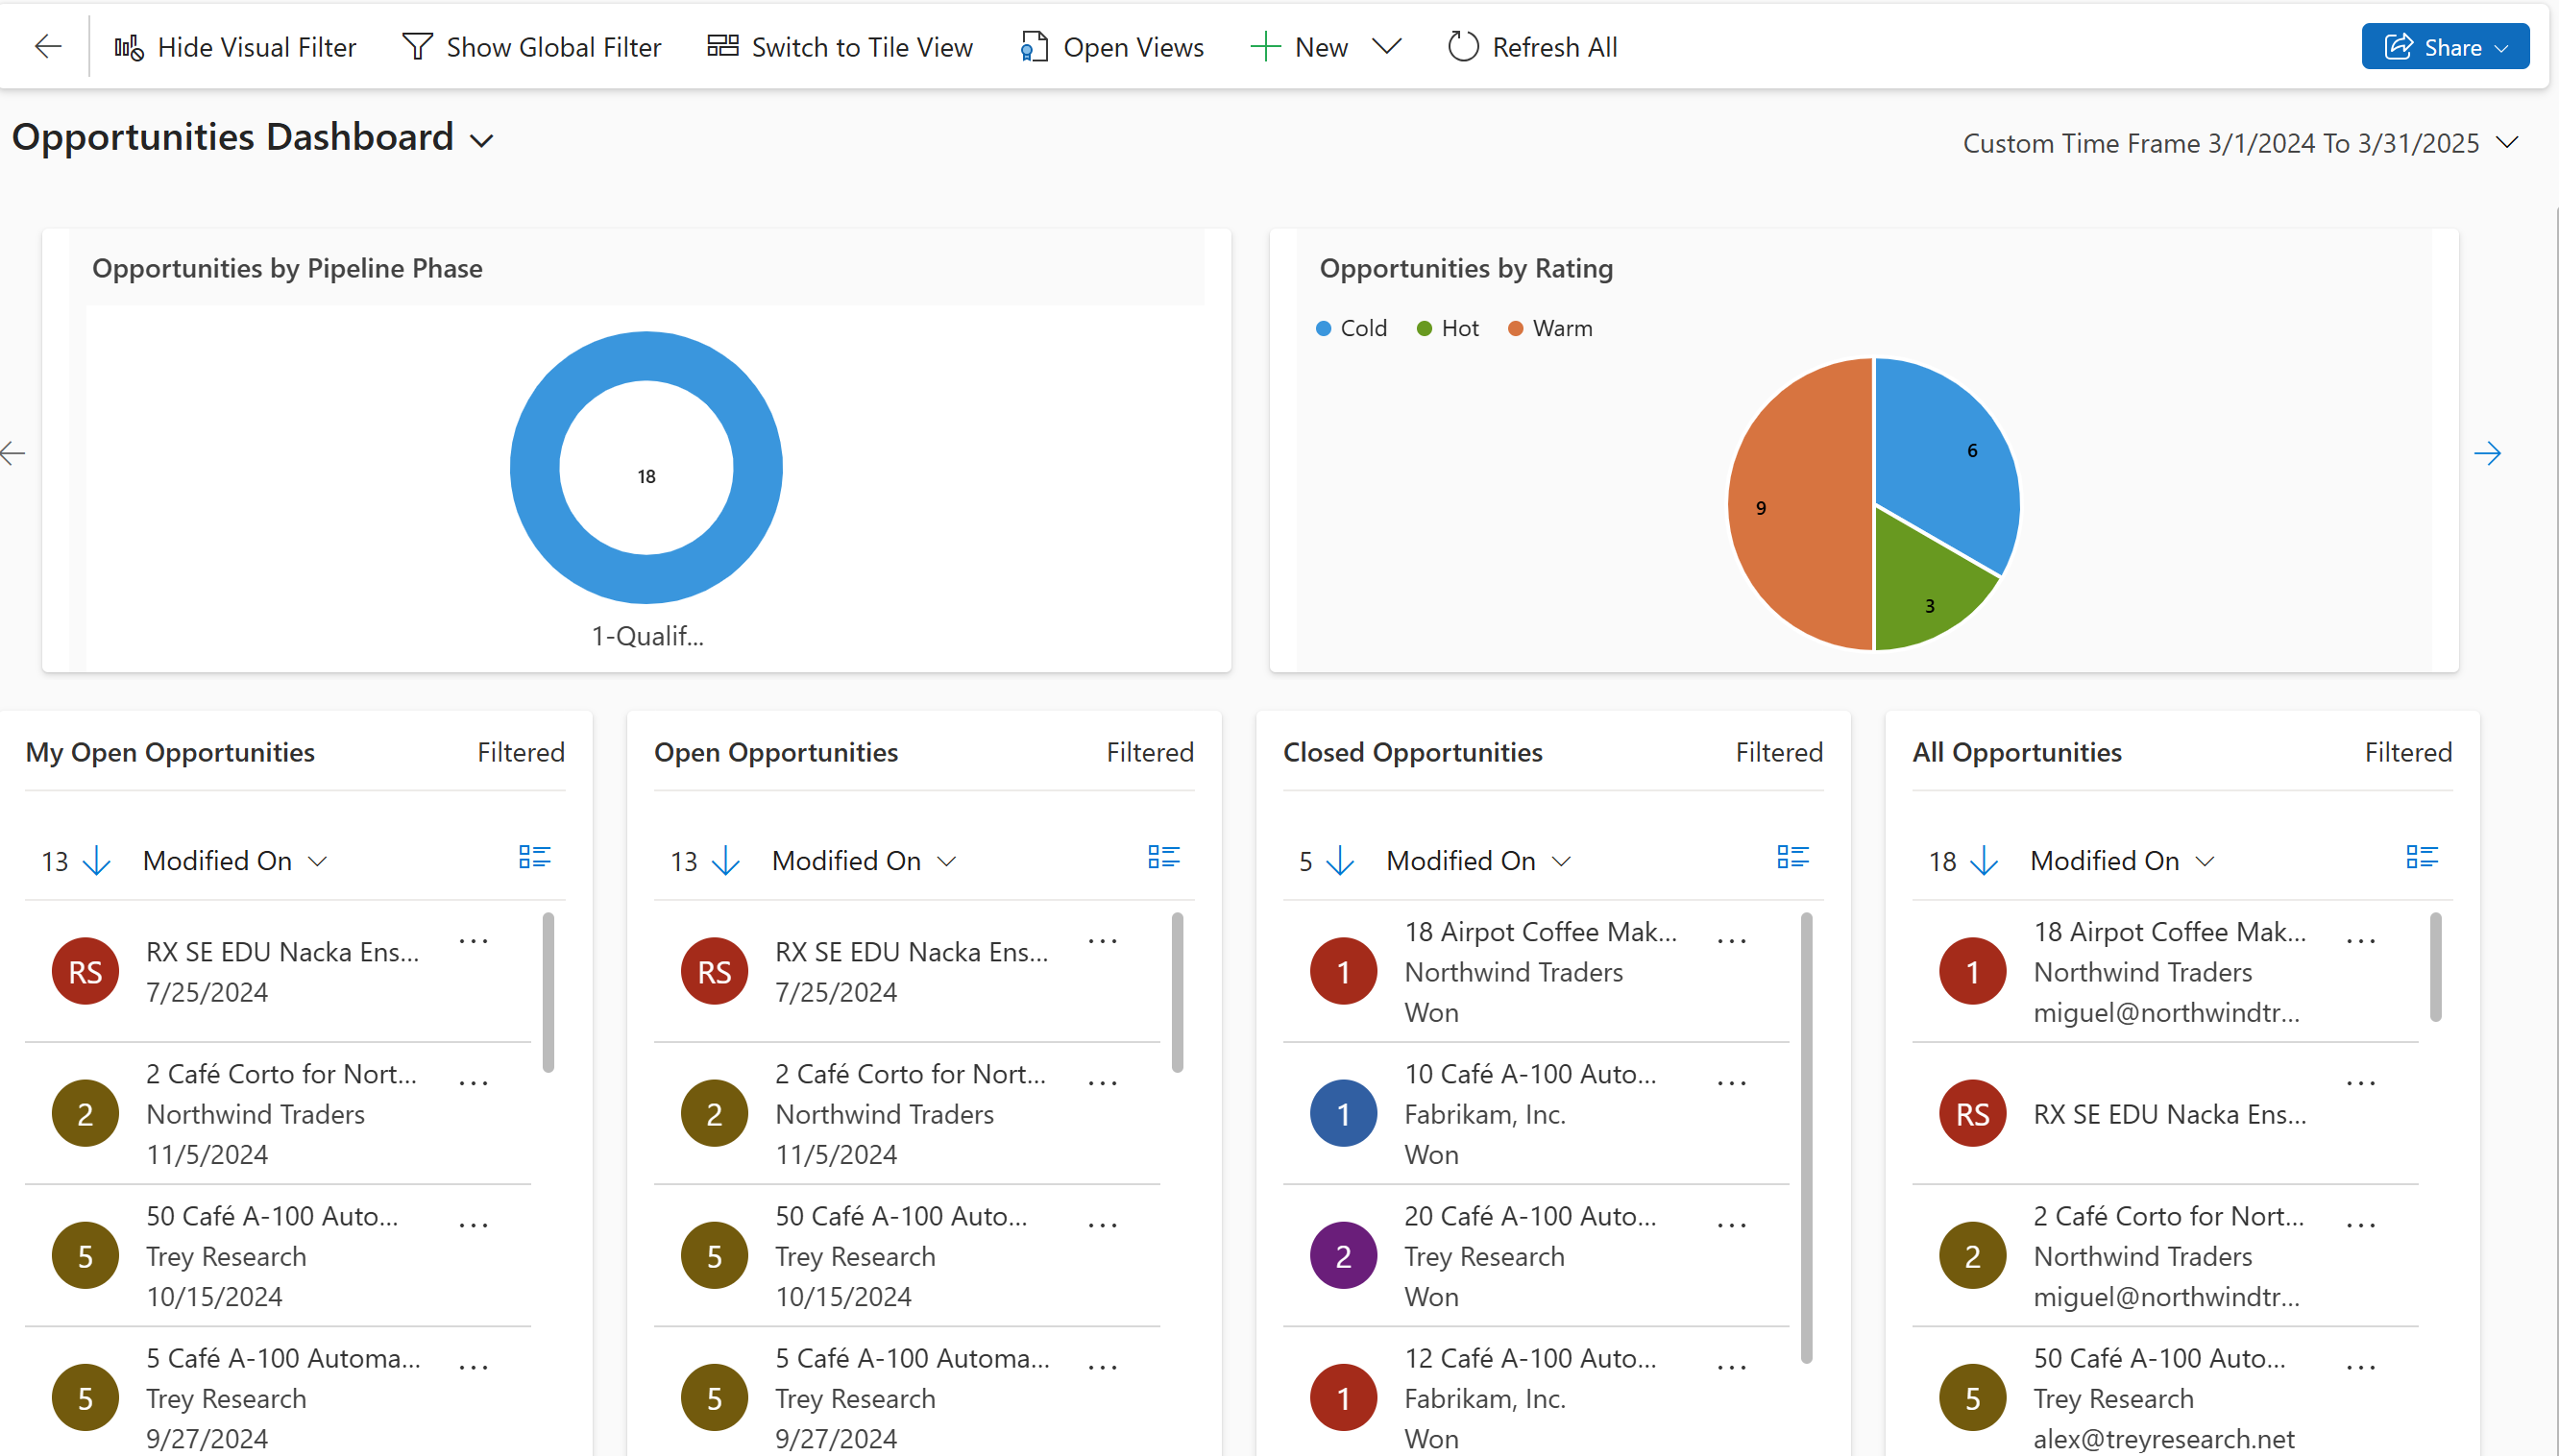 Hide Visual Filter Show Global Filter Switch to Tile View Open Views New Refresh All Share
Opportunities Dashboard
Custom Time Frame 3/1/2024 To 3/31/2025
Opportunities by Pipeline Phase
18
1-Qualif...
Opportunities by Rating
Cold Hot Warm
6
9
3
My Open Opportunities Filtered
13 Modified On
RS
RX SE EDU Nacka Ens...
7/25/2024
2
2 Café Corto for Nort...
Northwind Traders
11/5/2024
5
50 Café A-100 Auto...
Trey Research
10/15/2024
5
5 Café A-100 Automa...
Trey Research
9/27/2024
Open Opportunities Filtered
13 Modified On
RS
RX SE EDU Nacka Ens...
7/25/2024
2
2 Café Corto for Nort...
Northwind Traders
11/5/2024
5
50 Café A-100 Auto...
Trey Research
10/15/2024
5
5 Café A-100 Automa...
Trey Research
9/27/2024
Closed Opportunities Filtered
5 Modified On
1
18 Airpot Coffee Mak...
Northwind Traders
Won
1
10 Café A-100 Auto...
Fabrikam, Inc.
Won
2
20 Café A-100 Auto...
Trey Research
Won
1
12 Café A-100 Auto...
Fabrikam, Inc.
Won
All Opportunities Filtered
18 Modified On
1
18 Airpot Coffee Mak...
Northwind Traders
miguel@northwindtr...
RS
RX SE EDU Nacka Ens...
2
2 Café Corto for Nort...
Northwind Traders
miguel@northwindtr...
5
50 Café A-100 Auto...
Trey Research
alex@treyresearch.net